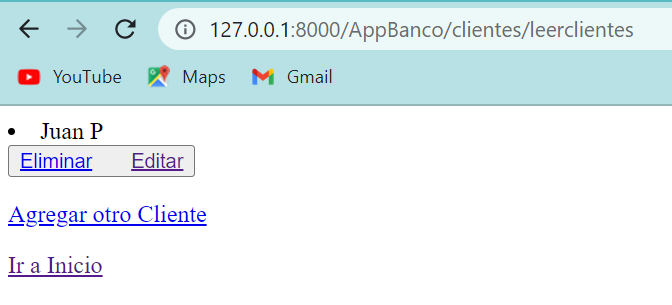 127.0.0.1:8000/AppBanco/clientes/leerclientes
YouTube Maps Gmail
• Juan P
Eliminar Editar
Agregar otro Cliente
Ir a Inicio